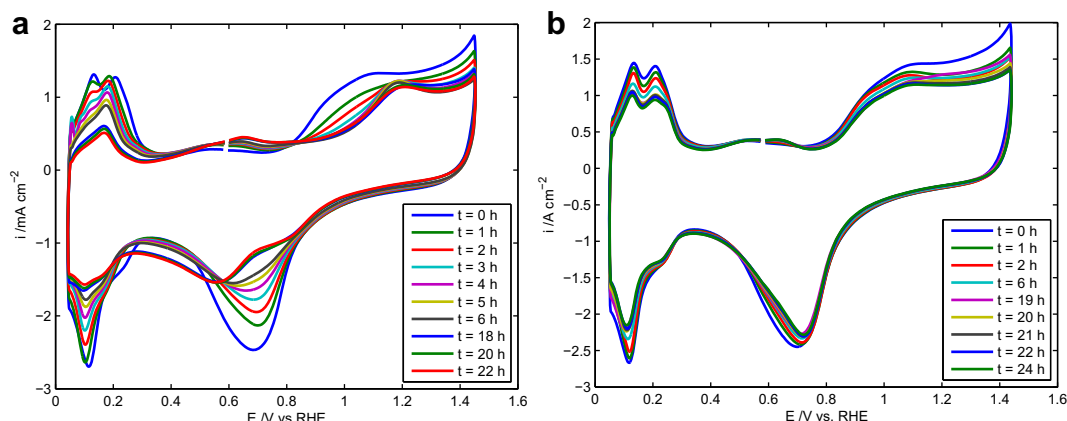 a
2
1
0
−1
−2
−3
i /mA cm−2
0
0.2
0.4
0.6
0.8
1
1.2
1.4
1.6
E /V vs RHE
t = 0 h
t = 1 h
t = 2 h
t = 3 h
t = 4 h
t = 5 h
t = 6 h
t = 18 h
t = 20 h
t = 22 h
b
2
1.5
1
0.5
0
−0.5
−1
−1.5
−2
−2.5
−3
i /A cm−2
0
0.2
0.4
0.6
0.8
1
1.2
1.4
1.6
E /V vs. RHE
t = 0 h
t = 1 h
t = 2 h
t = 6 h
t = 19 h
t = 20 h
t = 21 h
t = 22 h
t = 24 h